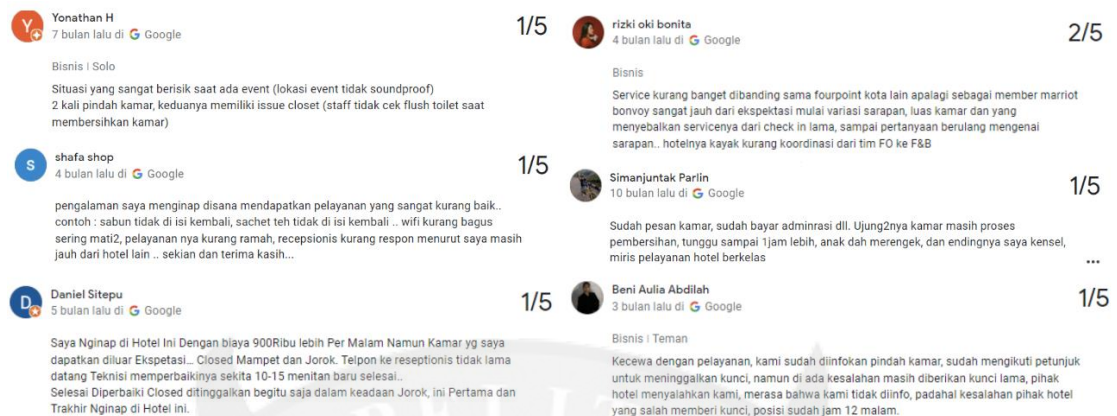 Yonathan H
7 bulan lalu di Google
1/5
Bisnis | Solo
Situasi yang sangat berisik saat ada event (lokasi event tidak soundproof)
2 kali pindah kamar, keduanya memiliki issue closet (staff tidak cek flush toilet saat
membersihkan kamar)
S
shafa shop
4 bulan lalu di Google
1/5
pengalaman saya menginap disana mendapatkan pelayanan yang sangat kurang baik..
contoh : sabun tidak di isi kembali, sachet teh tidak di isi kembali .. wifi kurang bagus
sering mati2, pelayanan nya kurang ramah, recepsionis kurang respon menurut saya masih
jauh dari hotel lain .. sekian dan terima kasih...
Daniel Sitepu
5 bulan lalu di Google
1/5
Saya Nginap di Hotel Ini Dengan biaya 900Ribu lebih Per Malam Namun Kamar yg saya
dapatkan diluar Ekspetasi... Closed Mampet dan Jorok. Telpon ke reseptionis tidak lama
datang Teknisi memperbaikinya sekita 10-15 menitan baru selesai..
Selesai Diperbaiki Closed ditinggalkan begitu saja dalam keadaan Jorok, ini Pertama dan
Trakhir Nginap di Hotel ini.
rizki oki bonita
4 bulan lalu di Google
2/5
Bisnis
Service kurang banget dibanding sama fourpoint kota lain apalagi sebagai member marriot
bonvoy sangat jauh dari ekspektasi mulai variasi sarapan, luas kamar dan yang
menyebalkan servicenya dari check in lama, sampai pertanyaan berulang mengenai
sarapan.. hotelnya kayak kurang koordinasi dari tim FO ke F&B
Simanjuntak Parlin
10 bulan lalu di Google
1/5
Sudah pesan kamar, sudah bayar adminrasi dll. Ujung2nya kamar masih proses
pembersihan, tunggu sampai 1jam lebih, anak dah merengek, dan endingnya saya kensel,
miris pelayanan hotel berkelas
...
Beni Aulia Abdilah
3 bulan lalu di Google
1/5
Bisnis | Teman
Kecewa dengan pelayanan, kami sudah diinfokan pindah kamar, sudah mengikuti petunjuk
untuk meninggalkan kunci, namun di ada kesalahan masih diberikan kunci lama, pihak
hotel menyalahkan kami, merasa bahwa kami tidak diinfo, padahal kesalahan pihak hotel
yang salah memberi kunci, posisi sudah jam 12 malam.